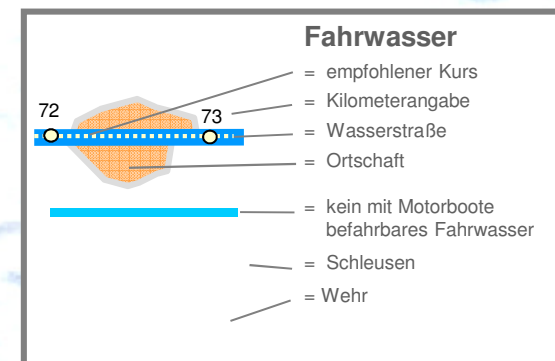 Fahrwasser
= empfohlener Kurs
72
73
= Kilometerangabe
= Wasserstraße
= Ortschaft
= kein mit Motorboote
befahrbares Fahrwasser
= Schleusen
= Wehr